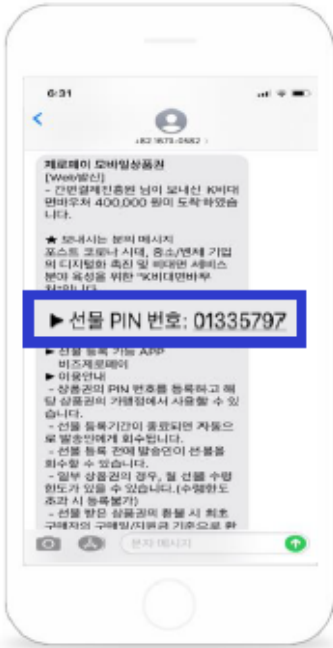 6:31
+82 1670-0582
제로페이 모바일상품권
[Web발신]
- 간편결제진흥원 님이 보내신 K비대
면바우처 400,000 원이 도착하였습
니다.
★ 보내시는 분의 메시지
포스트 코로나 시대, 중소/벤처 기업
의 디지털화 촉진 및 비대면 서비스
분야 육성을 위한 "K비대면바우
처"입니다
▶ 선물 PIN 번호: 01335797
▶ 선물 등록 가능 APP
비즈제로페이
▶ 이용안내
- 상품권의 PIN 번호를 등록하고 해
당 상품권의 가맹점에서 사용할 수 있
습니다.
- 선물 등록기간이 종료되면 자동으
로 발송인에게 회수됩니다.
- 선물 등록 전에 발송인이 선물을
회수할 수 있습니다.
- 일부 상품권의 경우, 월 선물 수령
한도가 있을 수 있습니다.(수령한도
초과 시 등록불가)
- 선물 받은 상품권의 환불 시 최초
구매자의 구매일/지원금 기준으로 환
문자 메시지